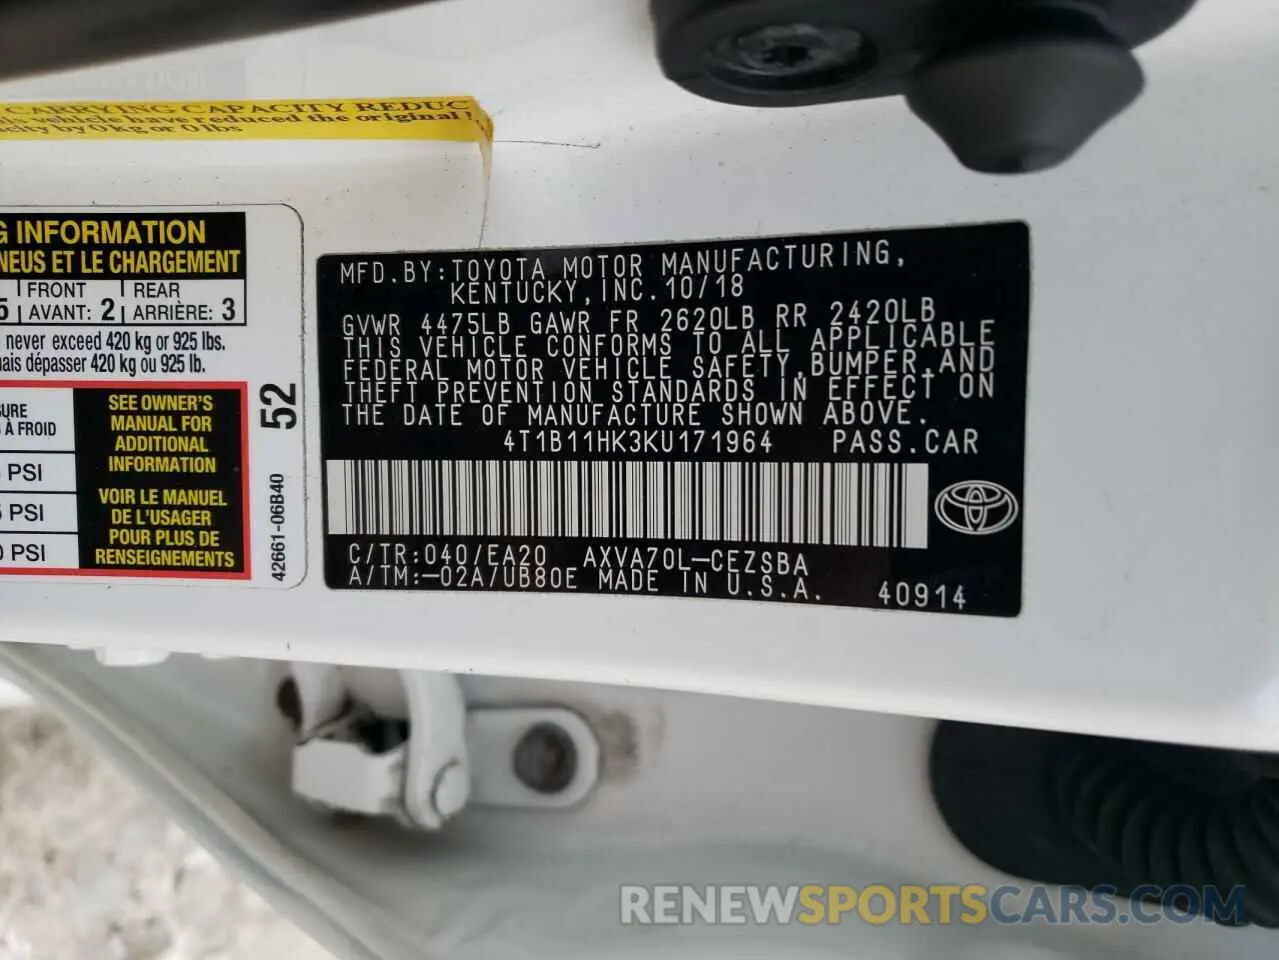 CARRYING CAPACITY REDUC
vehicle have reduced the original
by 0 kg or 0 lbs
G INFORMATION
NEUS ET LE CHARGEMENT
5 FRONT AVANT: 2 REAR ARRIÈRE: 3
never exceed 420 kg or 925 lbs.
mais dépasser 420 kg ou 925 lb.
URE
À FROID
PSI
5 PSI
0 PSI
SEE OWNER'S
MANUAL FOR
ADDITIONAL
INFORMATION
VOIR LE MANUEL
DE L'USAGER
POUR PLUS DE
RENSEIGNEMENTS
52
42661-06B40
MFD.BY:TOYOTA MOTOR MANUFACTURING,
KENTUCKY,INC.10/18
GVWR 4475LB GAWR FR 2620LB RR 2420LB
THIS VEHICLE CONFORMS TO ALL APPLICABLE
FEDERAL MOTOR VEHICLE SAFETY,BUMPER,AND
THEFT PREVENTION STANDARDS IN EFFECT ON
THE DATE OF MANUFACTURE SHOWN ABOVE.
4T1B11HK3KU171964 PASS.CAR
C/TR:040/EA20 AXVA70L-CEZSBA
A/TM:-02A/UB80E MADE IN U.S.A. 40914
RENEWSPORTSCARS.COM